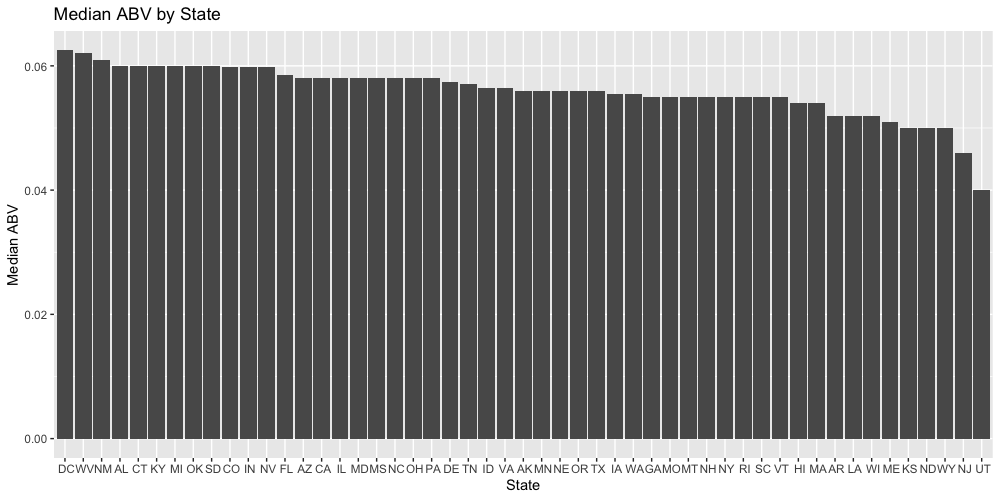 Median ABV by State
Median ABV
0.06
0.04
0.02
0.00
DC WV NM AL CT KY MI OK SD CO IN NV FL AZ CA IL MD MS NC OH PA DE TN ID VA AK MN NE OR TX IA WA GA MO MT NH NY RI SC VT HI MA AR LA WI ME KS ND WY NJ UT
State